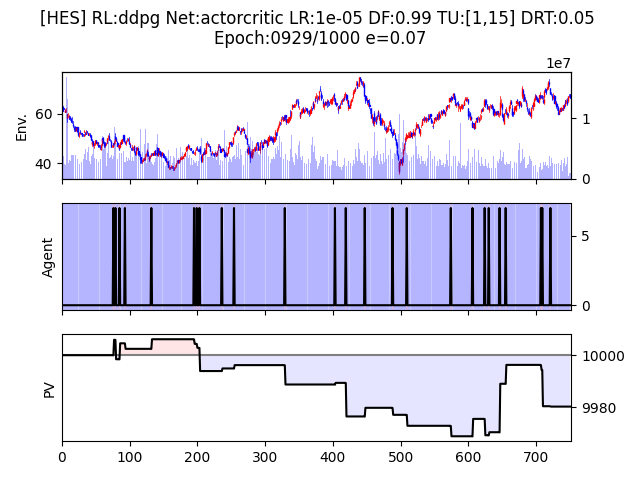 [HES] RL:ddpg Net:actorcritic LR:1e-05 DF:0.99 TU:[1,15] DRT:0.05
Epoch:0929/1000 e=0.07
1e7
Env.
60
40
1
0
Agent
5
0
PV
10000
9980
0 100 200 300 400 500 600 700